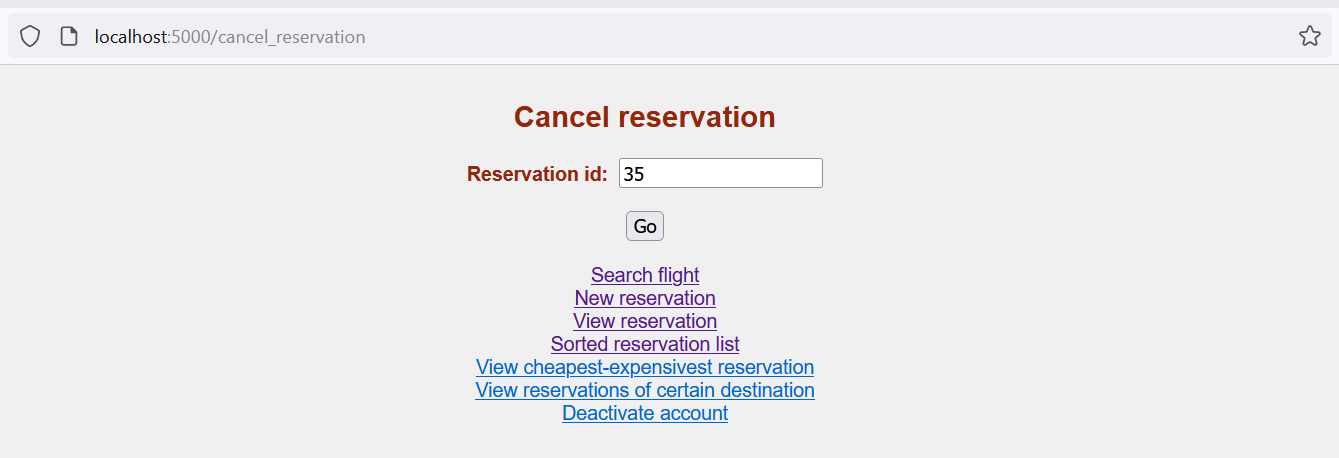 localhost:5000/cancel_reservation
Cancel reservation
Reservation id: 35
Go
Search flight
New reservation
View reservation
Sorted reservation list
View cheapest-expensivest reservation
View reservations of certain destination
Deactivate account